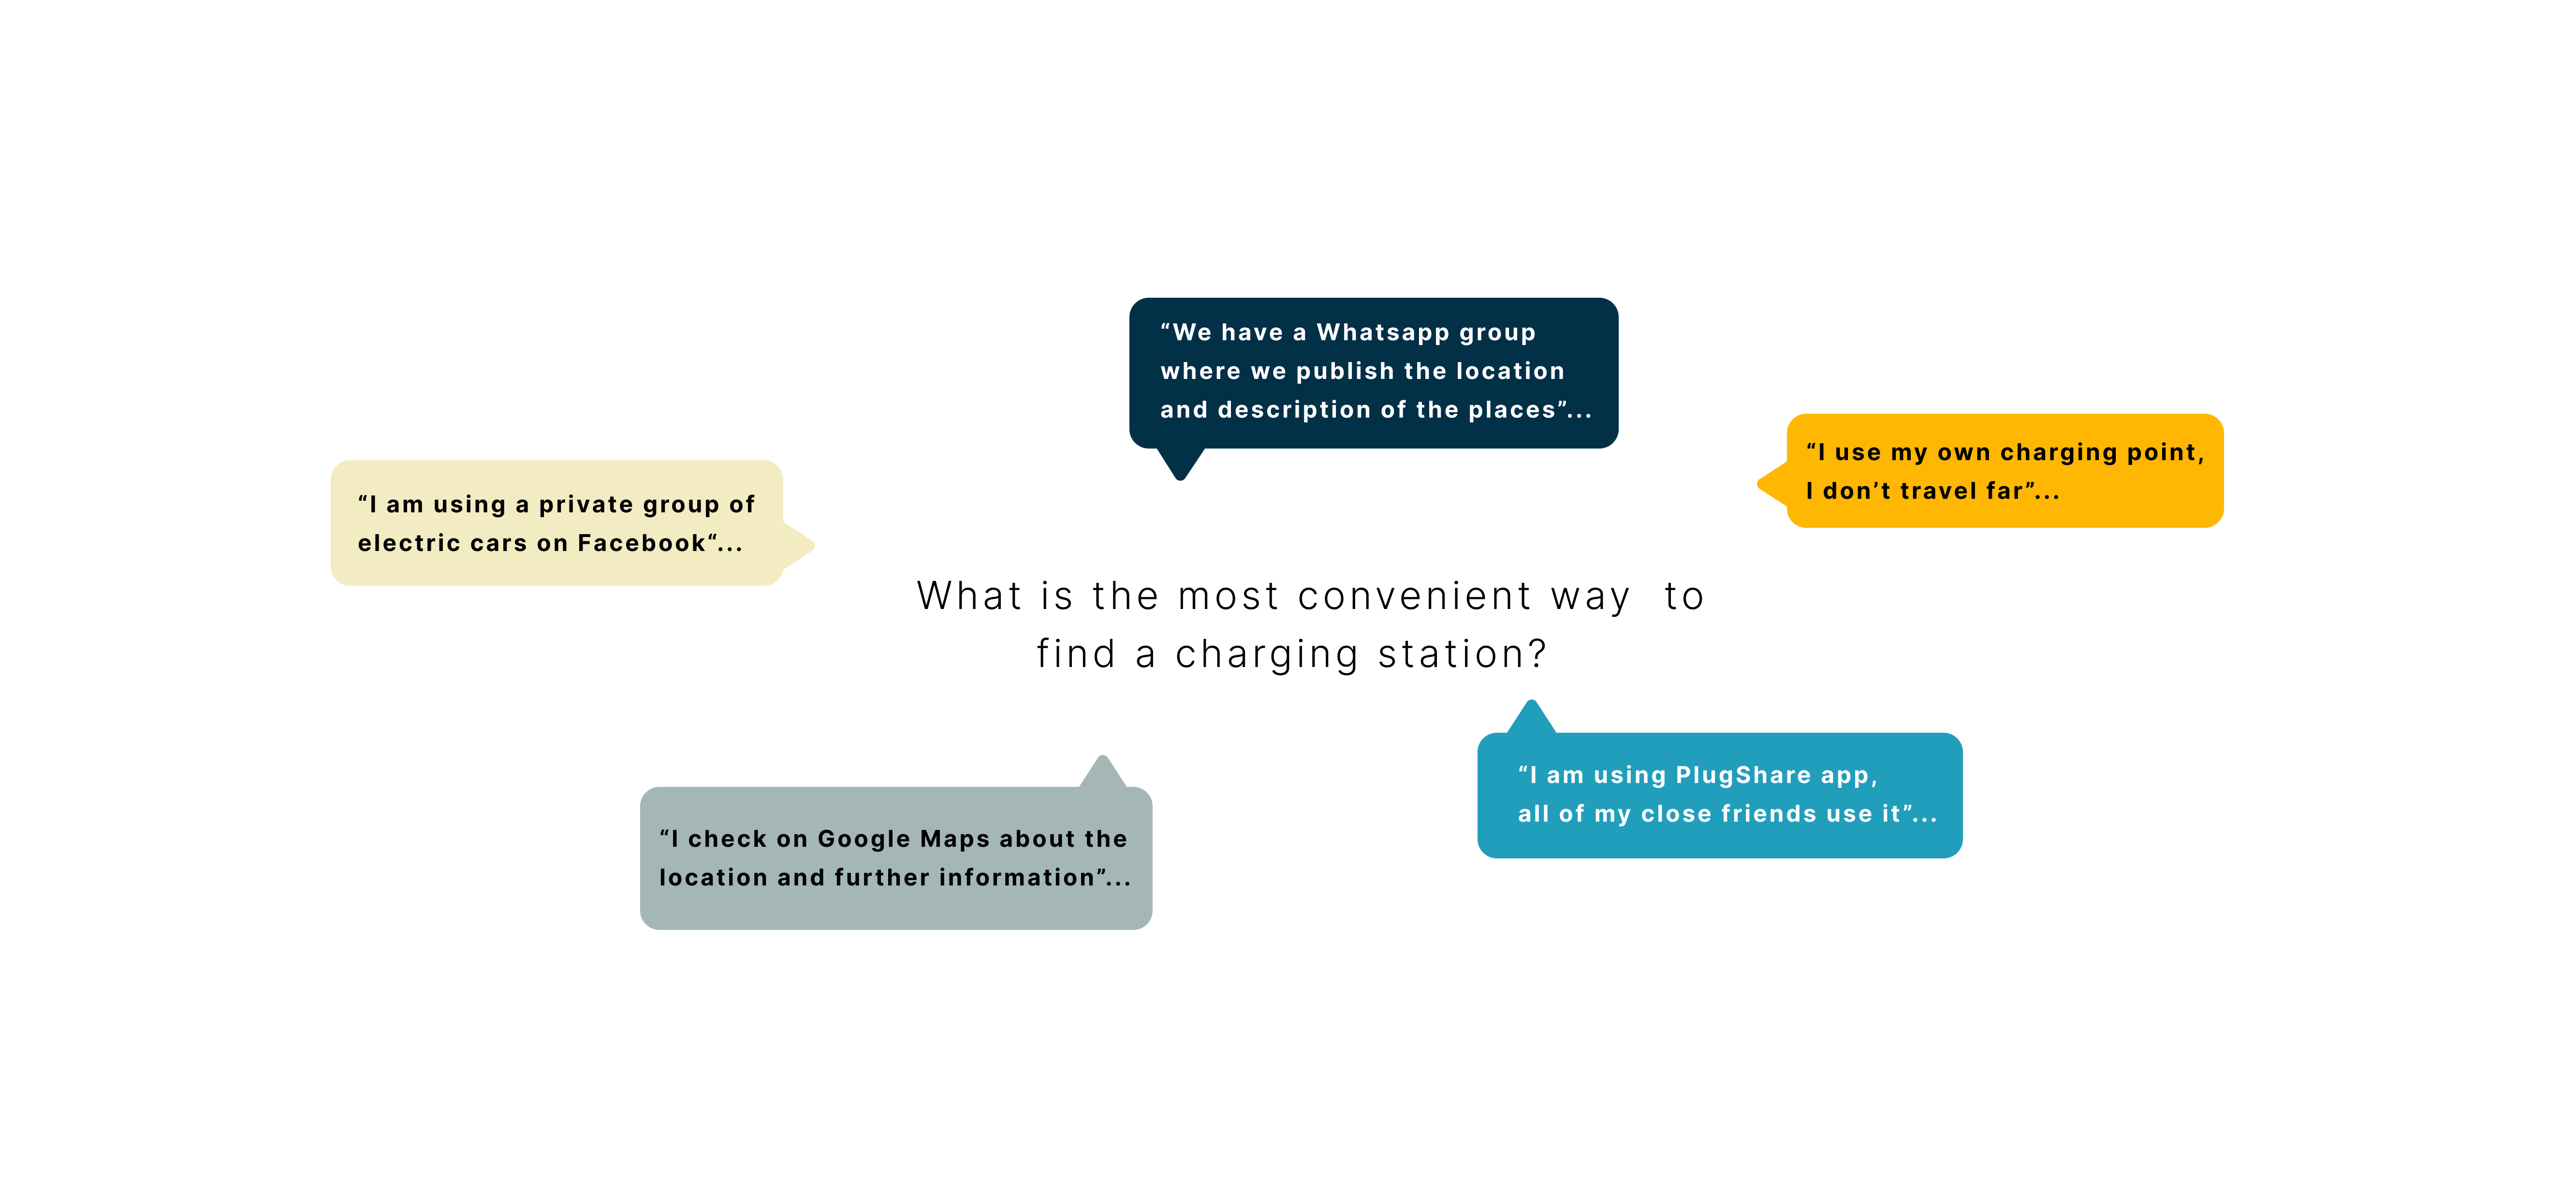 “We have a Whatsapp group
where we publish the location
and description of the places”...
“I use my own charging point,
I don’t travel far”...
“I am using a private group of
electric cars on Facebook“...
What is the most convenient way to
find a charging station?
“I am using PlugShare app,
all of my close friends use it”...
“I check on Google Maps about the
location and further information”...